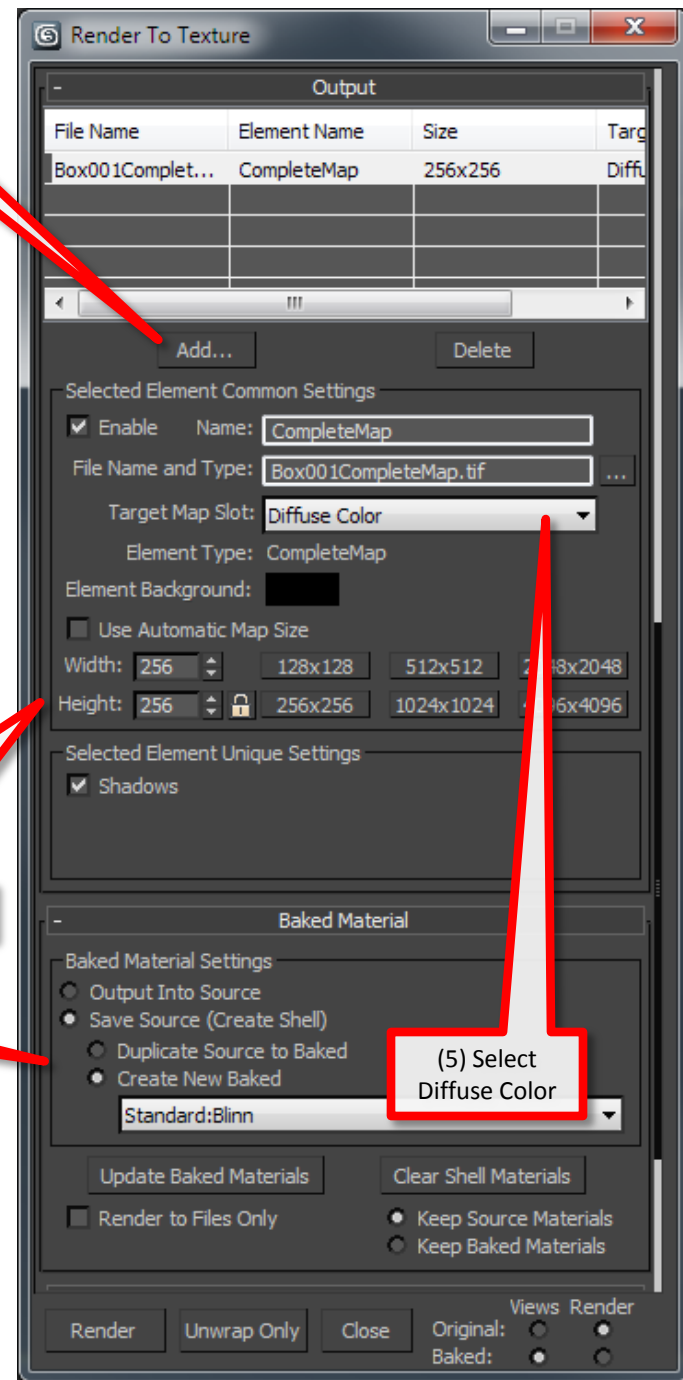 Render To Texture
- Output
File Name Element Name Size Targ
Box001Complet... CompleteMap 256x256 Diffu
Add... Delete
Selected Element Common Settings
Enable Name: CompleteMap
File Name and Type: Box001CompleteMap.tif ...
Target Map Slot: Diffuse Color
Element Type: CompleteMap
Element Background:
Use Automatic Map Size
Width: 256 128x128 512x512
Height: 256 256x256 1024x1024
Selected Element Unique Settings
Shadows
- Baked Material
Baked Material Settings
Output Into Source
Save Source (Create Shell)
Duplicate Source to Baked
Create New Baked
Standard:Blinn
(5) Select
Diffuse Color
Update Baked Materials Clear Shell Materials
Render to Files Only Keep Source Materials
Keep Baked Materials
Views Render
Render Unwrap Only Close Original:
Baked: